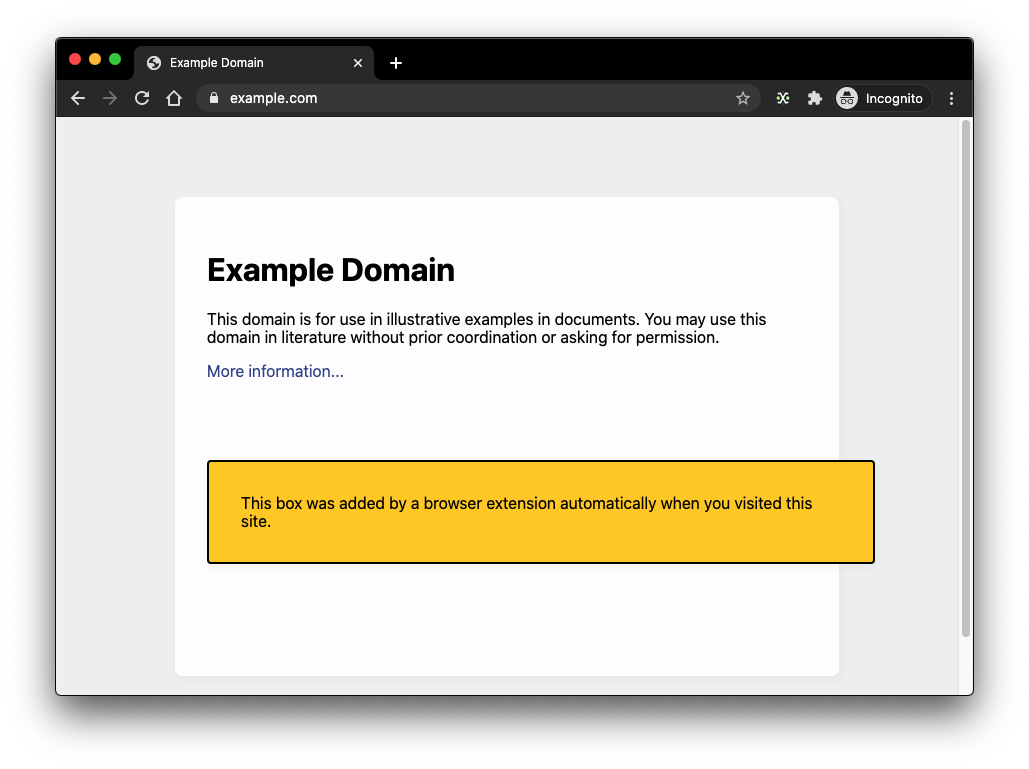 Example Domain
example.com
Incognito
Example Domain
This domain is for use in illustrative examples in documents. You may use this
domain in literature without prior coordination or asking for permission.
More information...
This box was added by a browser extension automatically when you visited this
site.